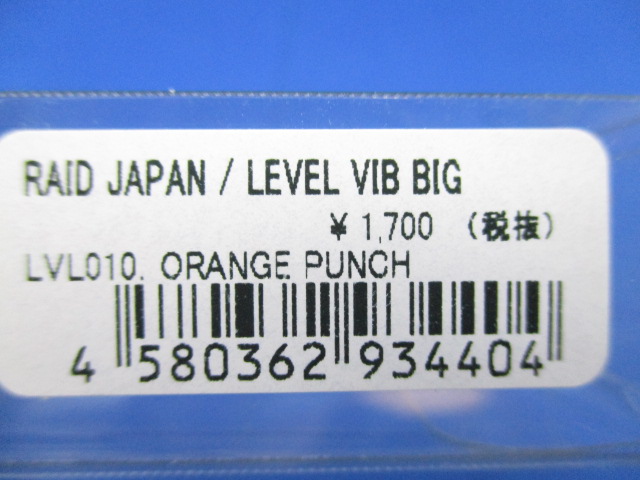 RAID JAPAN / LEVEL VIB BIG
¥ 1,700 (税抜)
LVL010. ORANGE PUNCH
4 580362 934404